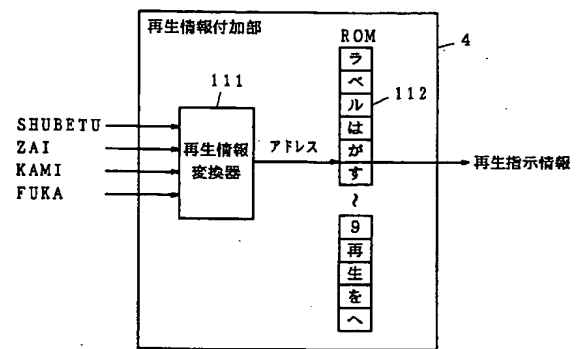 再生情報付加部
ROM
4
ラベルはがす
111
112
SHUBETU
ZAI
KAMI
FUKA
再生情報
変換器
アドレス
再生指示情報
~
9再生をへ